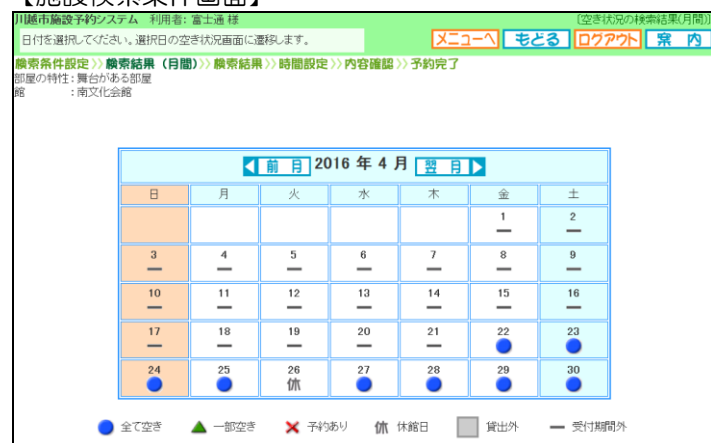 【施設検索条件画面】
川越市施設予約システム 利用者: 富士通 様 [空き状況の検索結果(月間)]
日付を選択してください。選択日の空き状況画面に遷移します。 メニューへ もどる ログアウト 案 内
検索条件設定》検索結果(月間)》検索結果》時間設定》内容確認》予約完了
部屋の特性 : 舞台がある部屋
館 : 南文化会館
前 月 2016 年 4 月 翌 月
日 月 火 水 木 金 土
1 2
3 4 5 6 7 8 9
10 11 12 13 14 15 16
17 18 19 20 21 22 23
24 25 26 27 28 29 30
休
全て空き 一部空き 予約あり 休 休館日 貸出外 受付期間外